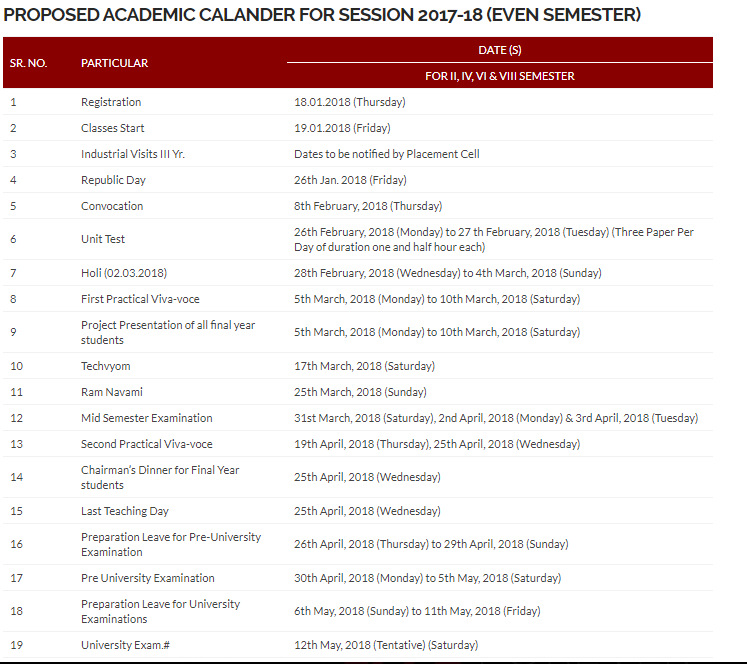 PROPOSED ACADEMIC CALANDER FOR SESSION 2017-18 (EVEN SEMESTER)
SR. NO. PARTICULAR DATE (S)
FOR II, IV, VI & VIII SEMESTER
1 Registration 18.01.2018 (Thursday)
2 Classes Start 19.01.2018 (Friday)
3 Industrial Visits III Yr. Dates to be notified by Placement Cell
4 Republic Day 26th Jan. 2018 (Friday)
5 Convocation 8th February, 2018 (Thursday)
6 Unit Test 26th February, 2018 (Monday) to 27 th February, 2018 (Tuesday) (Three Paper Per
Day of duration one and half hour each)
7 Holi (02.03.2018) 28th February, 2018 (Wednesday) to 4th March, 2018 (Sunday)
8 First Practical Viva-voce 5th March, 2018 (Monday) to 10th March, 2018 (Saturday)
9 Project Presentation of all final year
students 5th March, 2018 (Monday) to 10th March, 2018 (Saturday)
10 Techvyom 17th March, 2018 (Saturday)
11 Ram Navami 25th March, 2018 (Sunday)
12 Mid Semester Examination 31st March, 2018 (Saturday), 2nd April, 2018 (Monday) & 3rd April, 2018 (Tuesday)
13 Second Practical Viva-voce 19th April, 2018 (Thursday), 25th April, 2018 (Wednesday)
14 Chairman's Dinner for Final Year
students 25th April, 2018 (Wednesday)
15 Last Teaching Day 25th April, 2018 (Wednesday)
16 Preparation Leave for Pre-University
Examination 26th April, 2018 (Thursday) to 29th April, 2018 (Sunday)
17 Pre University Examination 30th April, 2018 (Monday) to 5th May, 2018 (Saturday)
18 Preparation Leave for University
Examinations 6th May, 2018 (Sunday) to 11th May, 2018 (Friday)
19 University Exam.# 12th May, 2018 (Tentative) (Saturday)